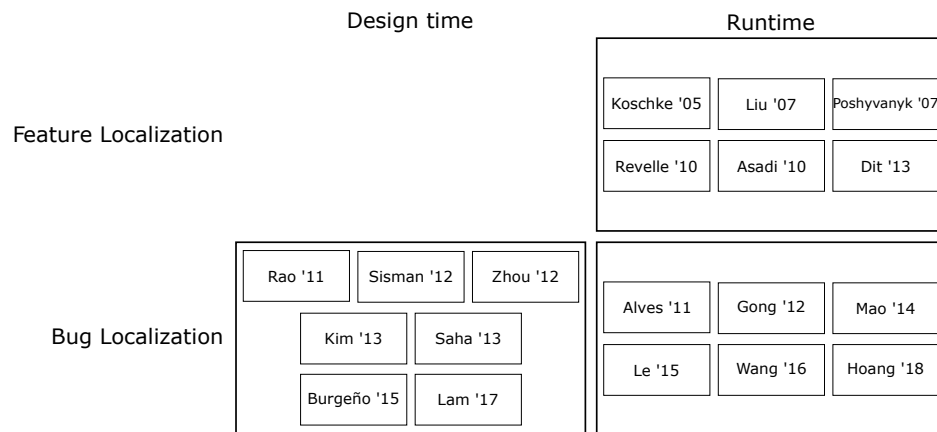 Design time
Runtime
Feature Localization
Koschke '05
Liu '07
Poshyvanyk '07
Revelle '10
Asadi '10
Dit '13
Bug Localization
Rao '11
Sisman '12
Zhou '12
Kim '13
Saha '13
Burgeño '15
Lam '17
Alves '11
Gong '12
Mao '14
Le '15
Wang '16
Hoang '18